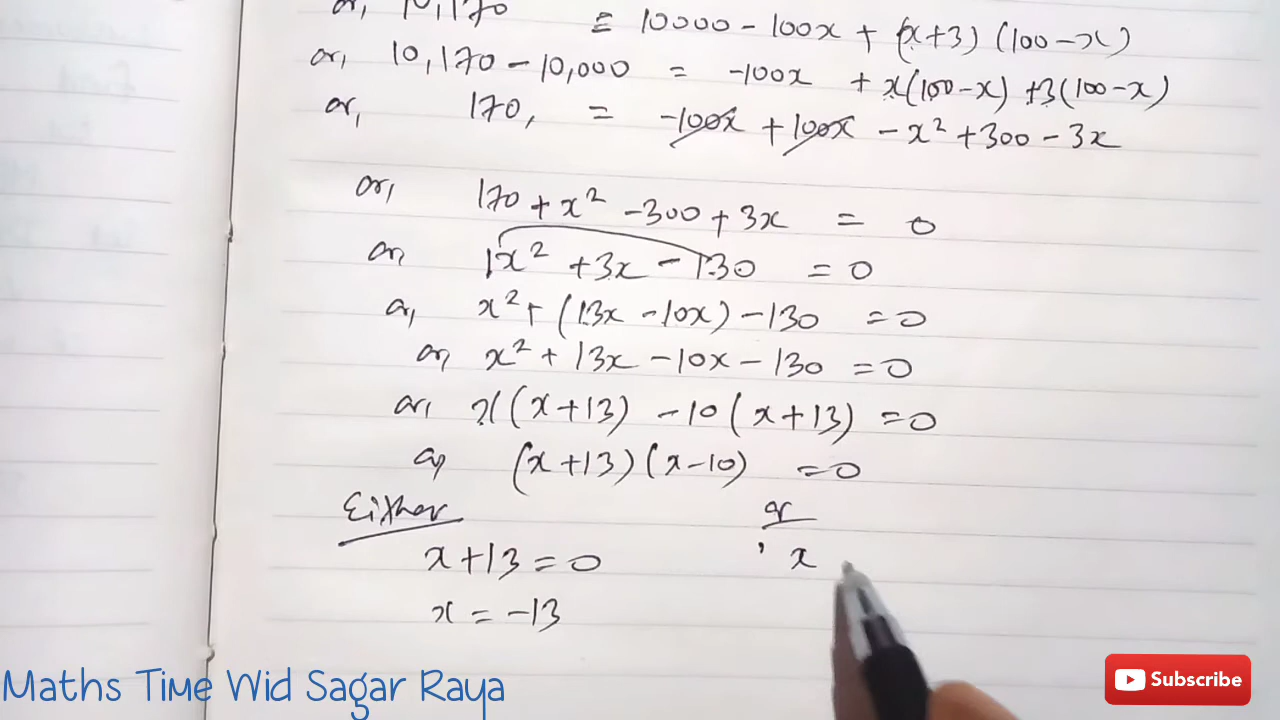 or, 10,170 = 10000 - 100x + (x+3) (100-x)
or, 10,170 - 10,000 = -100x + x(100-x) +3(100-x)
or, 170, = -100x + 100x - x² + 300 - 3x
or, 170 + x² - 300 + 3x = 0
or, 1x² + 3x - 130 = 0
or, x² + (13x - 10x) - 130 = 0
or, x² + 13x - 10x - 130 = 0
or, x(x+13) - 10(x+13) = 0
or, (x+13)(x-10) = 0
Either or
x+13 = 0 x
x = -13
Maths Time Wid Sagar Raya
Subscribe